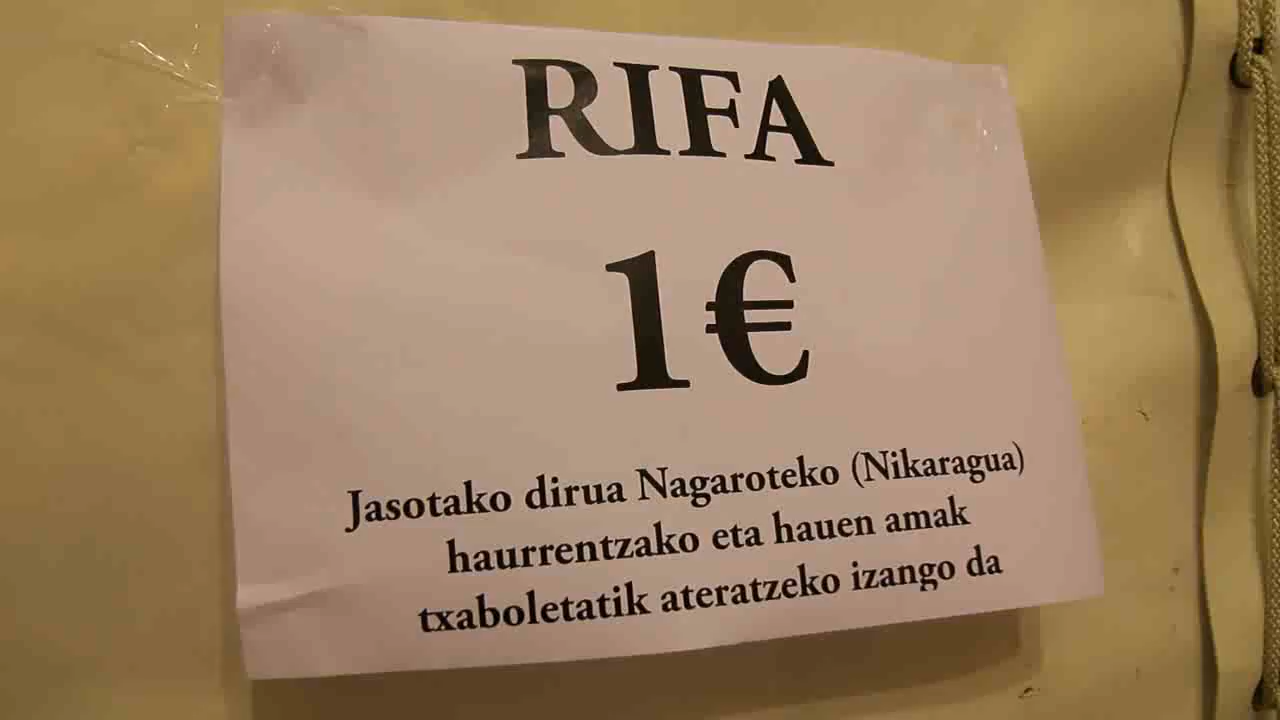 RIFA
1€
Jasotako dirua Nagaroteko (Nikaragua)
haurrentzako eta hauen amak
txaboletatik ateratzeko izango da